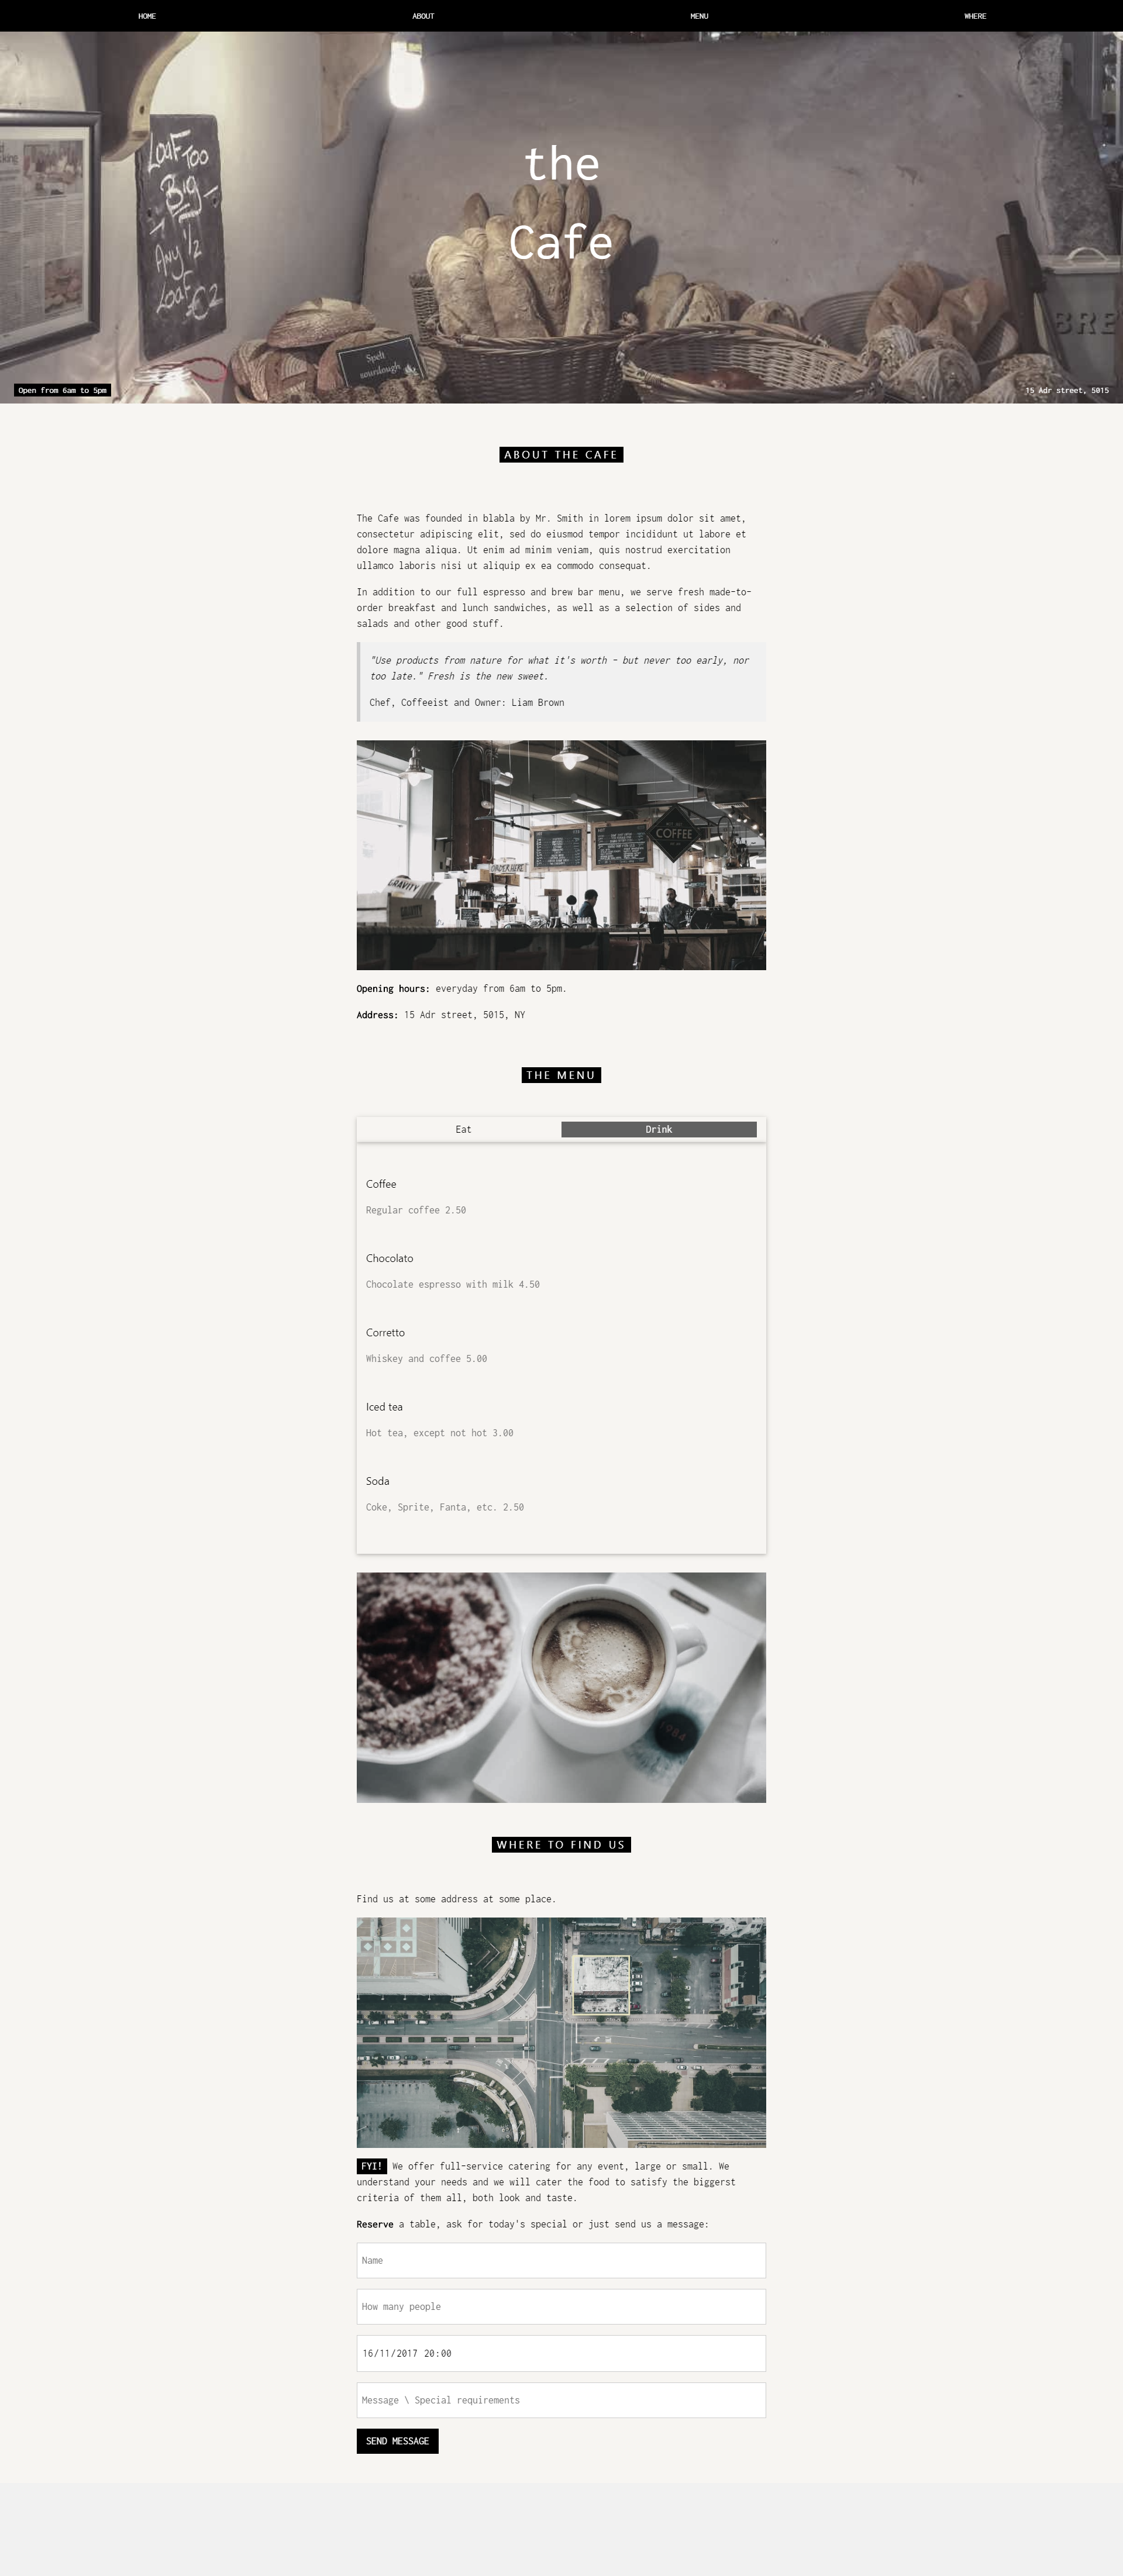 HOME
ABOUT
MENU
WHERE
the
Cafe
LOAF TOO
BIG
ANY 1/2
LOAF €2
Spelt
sourdough
BRE
Open from 6am to 5pm
15 Adr street, 5015
ABOUT THE CAFE
The Cafe was founded in blabla by Mr. Smith in lorem ipsum dolor sit amet,
consectetur adipiscing elit, sed do eiusmod tempor incididunt ut labore et
dolore magna aliqua. Ut enim ad minim veniam, quis nostrud exercitation
ullamco laboris nisi ut aliquip ex ea commodo consequat.
In addition to our full espresso and brew bar menu, we serve fresh made-to-
order breakfast and lunch sandwiches, as well as a selection of sides and
salads and other good stuff.
"Use products from nature for what it's worth - but never too early, nor
too late." Fresh is the new sweet.
Chef, Coffeeist and Owner: Liam Brown
COFFEE
ORDER HERE
GRAVITY
Opening hours: everyday from 6am to 5pm.
Address: 15 Adr street, 5015, NY
THE MENU
Eat
Drink
Coffee
Regular coffee 2.50
Chocolato
Chocolate espresso with milk 4.50
Corretto
Whiskey and coffee 5.00
Iced tea
Hot tea, except not hot 3.00
Soda
Coke, Sprite, Fanta, etc. 2.50
1984
WHERE TO FIND US
Find us at some address at some place.
FYI! We offer full-service catering for any event, large or small. We
understand your needs and we will cater the food to satisfy the biggerst
criteria of them all, both look and taste.
Reserve a table, ask for today's special or just send us a message:
Name
How many people
16/11/2017 20:00
Message \ Special requirements
SEND MESSAGE